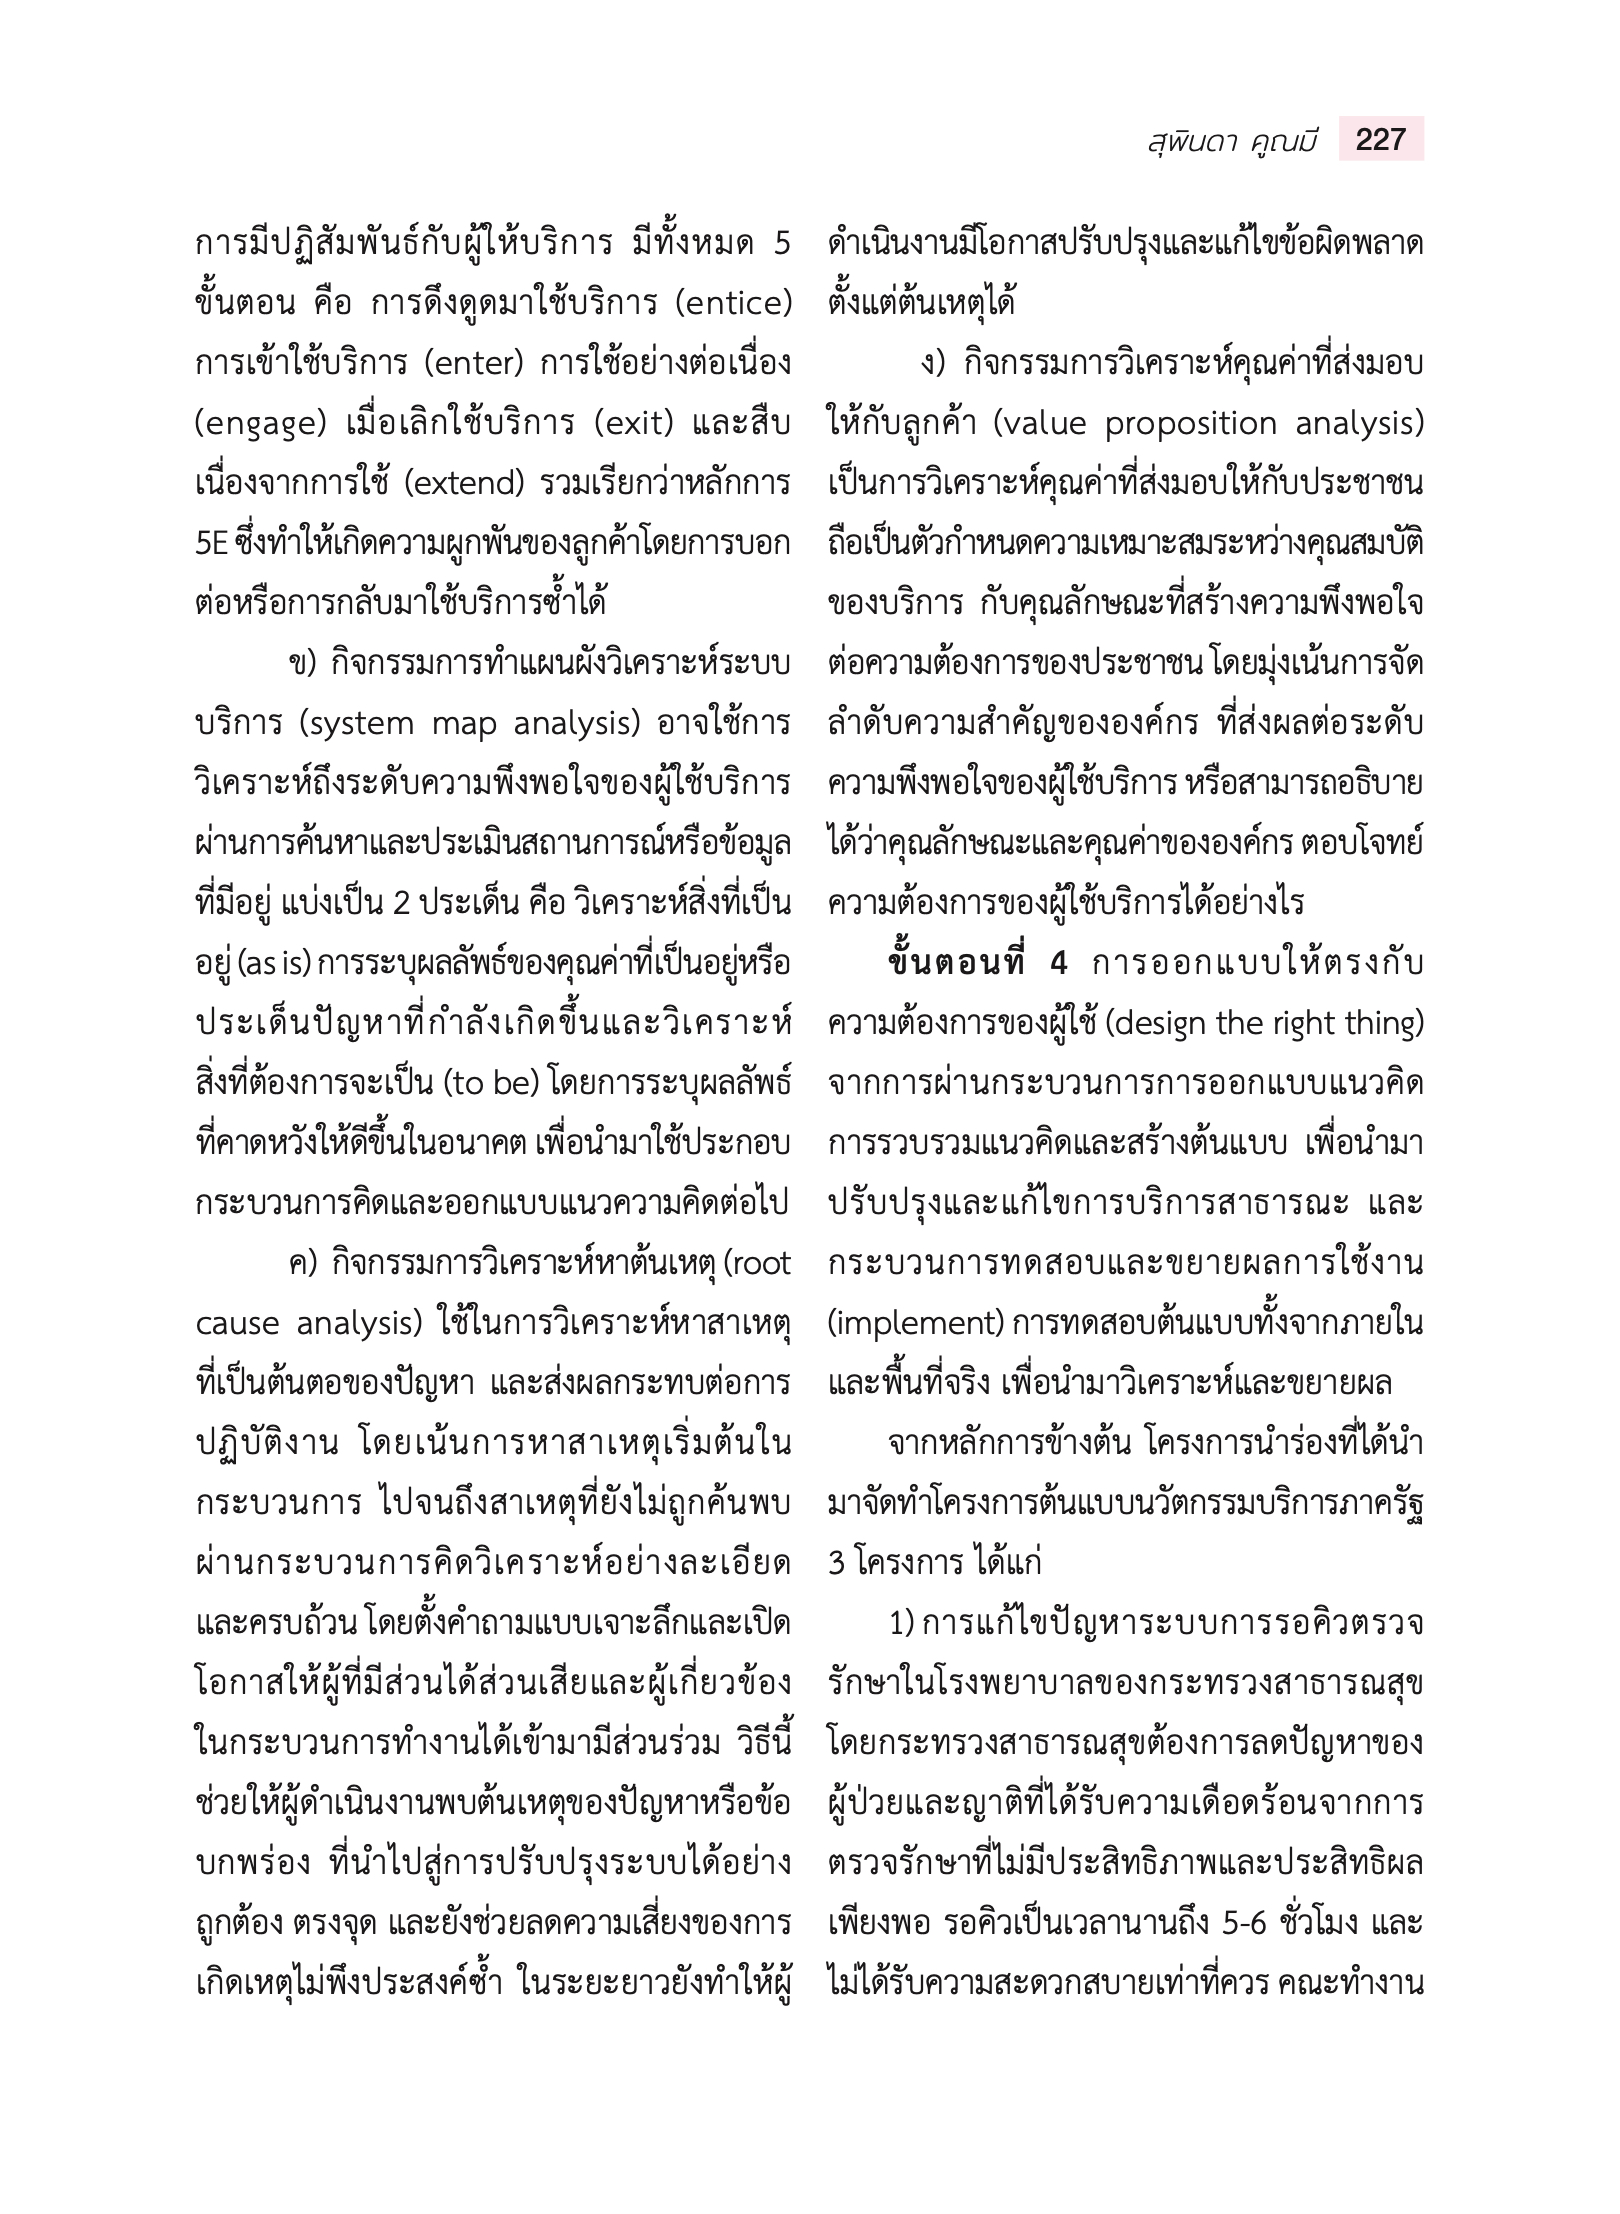 สุพินดา คูณมี 227
การมีปฏิสัมพันธ์กับผู้ให้บริการ มีทั้งหมด 5
ขั้นตอน คือ การดึงดูดมาใช้บริการ (entice)
การเข้าใช้บริการ (enter) การใช้อย่างต่อเนื่อง
(engage) เมื่อเลิกใช้บริการ (exit) และสืบ
เนื่องจากการใช้ (extend) รวมเรียกว่าหลักการ
5E ซึ่งทำให้เกิดความผูกพันของลูกค้าโดยการบอก
ต่อหรือการกลับมาใช้บริการซ้ำได้
ข) กิจกรรมการทำแผนผังวิเคราะห์ระบบ
บริการ (system map analysis) อาจใช้การ
วิเคราะห์ถึงระดับความพึงพอใจของผู้ใช้บริการ
ผ่านการค้นหาและประเมินสถานการณ์หรือข้อมูล
ที่มีอยู่ แบ่งเป็น 2 ประเด็น คือ วิเคราะห์สิ่งที่เป็น
อยู่ (as is) การระบุผลลัพธ์ของคุณค่าที่เป็นอยู่หรือ
ประเด็นปัญหาที่กำลังเกิดขึ้นและวิเคราะห์
สิ่งที่ต้องการจะเป็น (to be) โดยการระบุผลลัพธ์
ที่คาดหวังให้ดีขึ้นในอนาคต เพื่อนำมาใช้ประกอบ
กระบวนการคิดและออกแบบแนวความคิดต่อไป
ค) กิจกรรมการวิเคราะห์หาต้นเหตุ (root
cause analysis) ใช้ในการวิเคราะห์หาสาเหตุ
ที่เป็นต้นตอของปัญหา และส่งผลกระทบต่อการ
ปฏิบัติงาน โดยเน้นการหาสาเหตุเริ่มต้นใน
กระบวนการ ไปจนถึงสาเหตุที่ยังไม่ถูกค้นพบ
ผ่านกระบวนการคิดวิเคราะห์อย่างละเอียด
และครบถ้วน โดยตั้งคำถามแบบเจาะลึกและเปิด
โอกาสให้ผู้ที่มีส่วนได้ส่วนเสียและผู้เกี่ยวข้อง
ในกระบวนการทำงานได้เข้ามามีส่วนร่วม วิธีนี้
ช่วยให้ผู้ดำเนินงานพบต้นเหตุของปัญหาหรือข้อ
บกพร่อง ที่นำไปสู่การปรับปรุงระบบได้อย่าง
ถูกต้อง ตรงจุด และยังช่วยลดความเสี่ยงของการ
เกิดเหตุไม่พึงประสงค์ซ้ำ ในระยะยาวยังทำให้ผู้
ดำเนินงานมีโอกาสปรับปรุงและแก้ไขข้อผิดพลาด
ตั้งแต่ต้นเหตุได้
ง) กิจกรรมการวิเคราะห์คุณค่าที่ส่งมอบ
ให้กับลูกค้า (value proposition analysis)
เป็นการวิเคราะห์คุณค่าที่ส่งมอบให้กับประชาชน
ถือเป็นตัวกำหนดความเหมาะสมระหว่างคุณสมบัติ
ของบริการ กับคุณลักษณะที่สร้างความพึงพอใจ
ต่อความต้องการของประชาชน โดยมุ่งเน้นการจัด
ลำดับความสำคัญขององค์กร ที่ส่งผลต่อระดับ
ความพึงพอใจของผู้ใช้บริการ หรือสามารถอธิบาย
ได้ว่าคุณลักษณะและคุณค่าขององค์กร ตอบโจทย์
ความต้องการของผู้ใช้บริการได้อย่างไร
ขั้นตอนที่ 4 การออกแบบให้ตรงกับ
ความต้องการของผู้ใช้ (design the right thing)
จากการผ่านกระบวนการการออกแบบแนวคิด
การรวบรวมแนวคิดและสร้างต้นแบบ เพื่อนำมา
ปรับปรุงและแก้ไขการบริการสาธารณะ และ
กระบวนการทดสอบและขยายผลการใช้งาน
(implement) การทดสอบต้นแบบทั้งจากภายใน
และพื้นที่จริง เพื่อนำมาวิเคราะห์และขยายผล
จากหลักการข้างต้น โครงการนำร่องที่ได้นำ
มาจัดทำโครงการต้นแบบนวัตกรรมบริการภาครัฐ
3 โครงการ ได้แก่
1) การแก้ไขปัญหาระบบการรอคิวตรวจ
รักษาในโรงพยาบาลของกระทรวงสาธารณสุข
โดยกระทรวงสาธารณสุขต้องการลดปัญหาของ
ผู้ป่วยและญาติที่ได้รับความเดือดร้อนจากการ
ตรวจรักษาที่ไม่มีประสิทธิภาพและประสิทธิผล
เพียงพอ รอคิวเป็นเวลานานถึง 5-6 ชั่วโมง และ
ไม่ได้รับความสะดวกสบายเท่าที่ควร คณะทำงาน